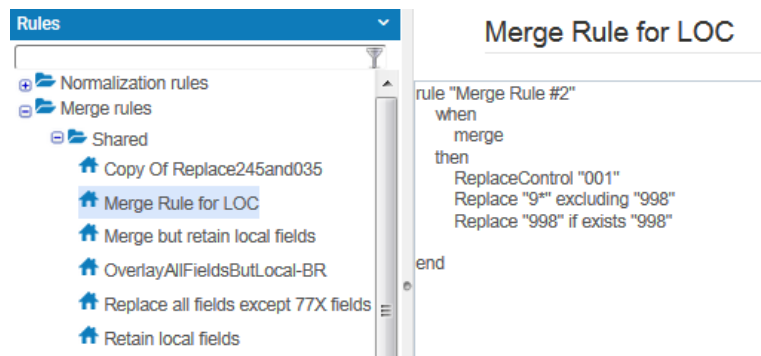 Rules
Normalization rules
Merge rules
Shared
Copy Of Replace245and035
Merge Rule for LOC
Merge but retain local fields
OverlayAllFieldsButLocal-BR
Replace all fields except 77X fields
Retain local fields
Merge Rule for LOC
rule "Merge Rule #2"
when
merge
then
ReplaceControl "001"
Replace "9*" excluding "998"
Replace "998" if exists "998"
end